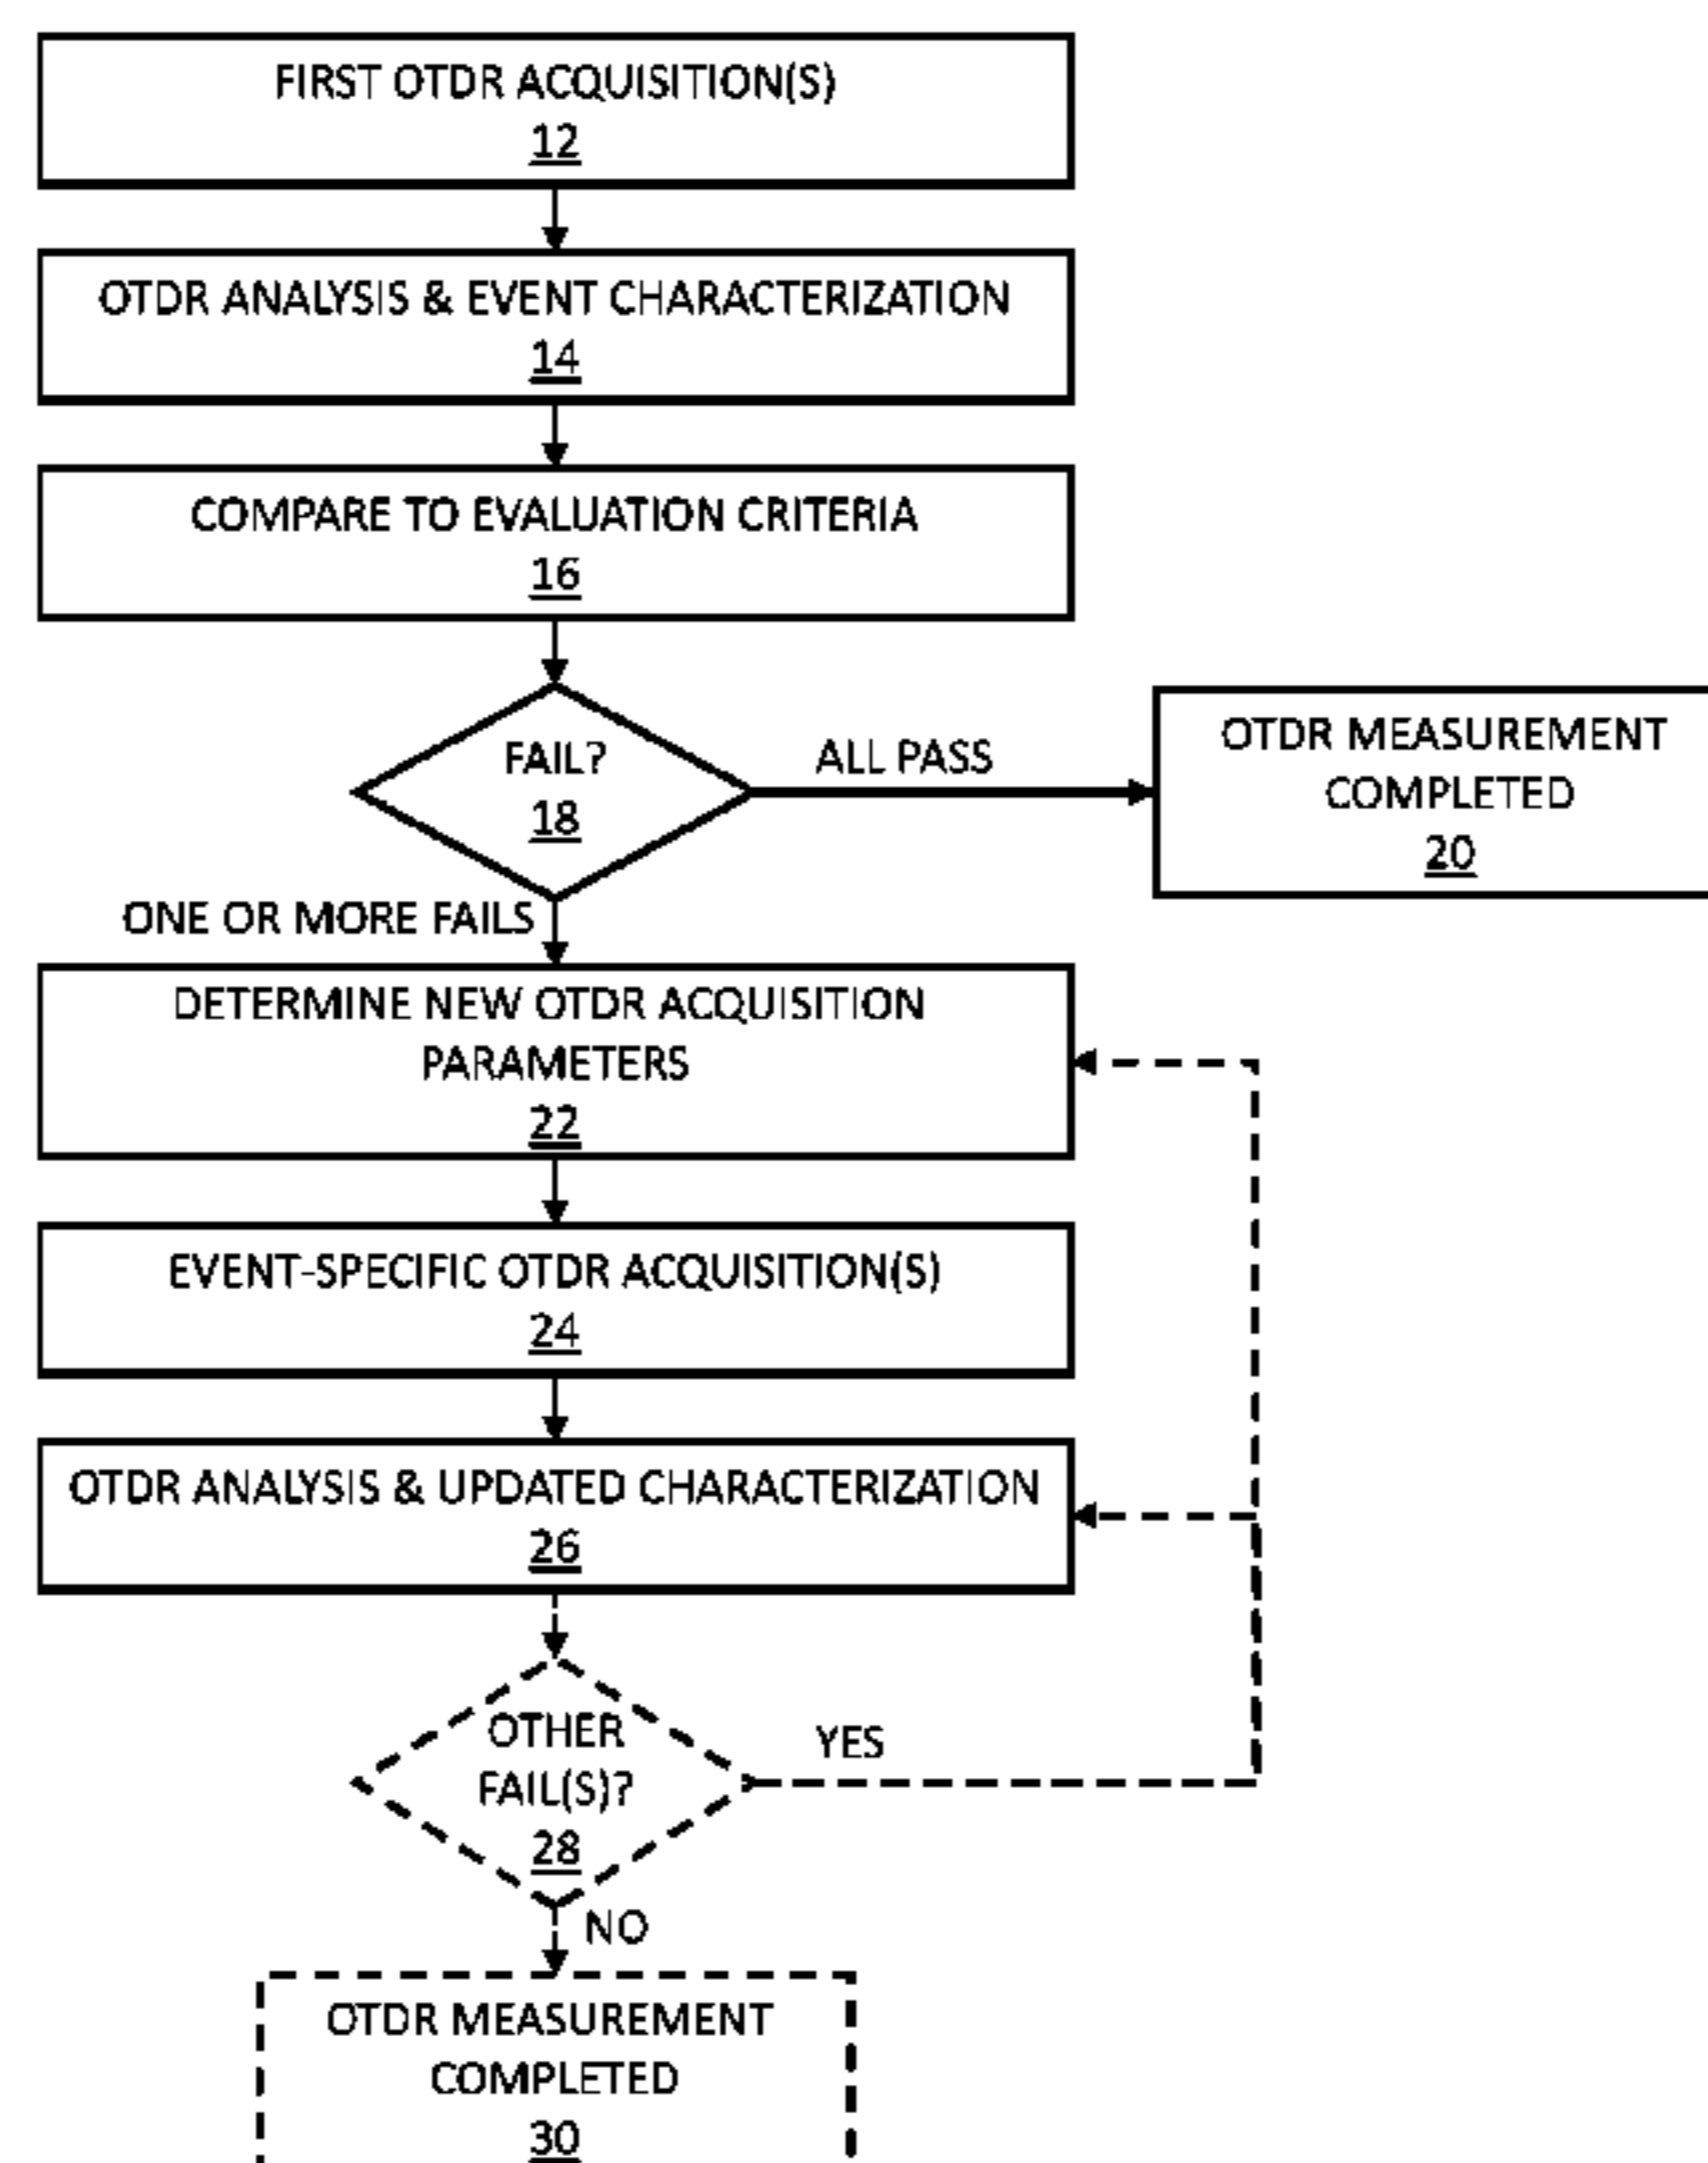 FIRST OTDR ACQUISITION(S)
12
OTDR ANALYSIS & EVENT CHARACTERIZATION
14
COMPARE TO EVALUATION CRITERIA
16
FAIL?
18
ALL PASS
OTDR MEASUREMENT
COMPLETED
20
ONE OR MORE FAILS
DETERMINE NEW OTDR ACQUISITION
PARAMETERS
22
EVENT-SPECIFIC OTDR ACQUISITION(S)
24
OTDR ANALYSIS & UPDATED CHARACTERIZATION
26
OTHER
FAIL(S)?
28
YES
NO
OTDR MEASUREMENT
COMPLETED
30